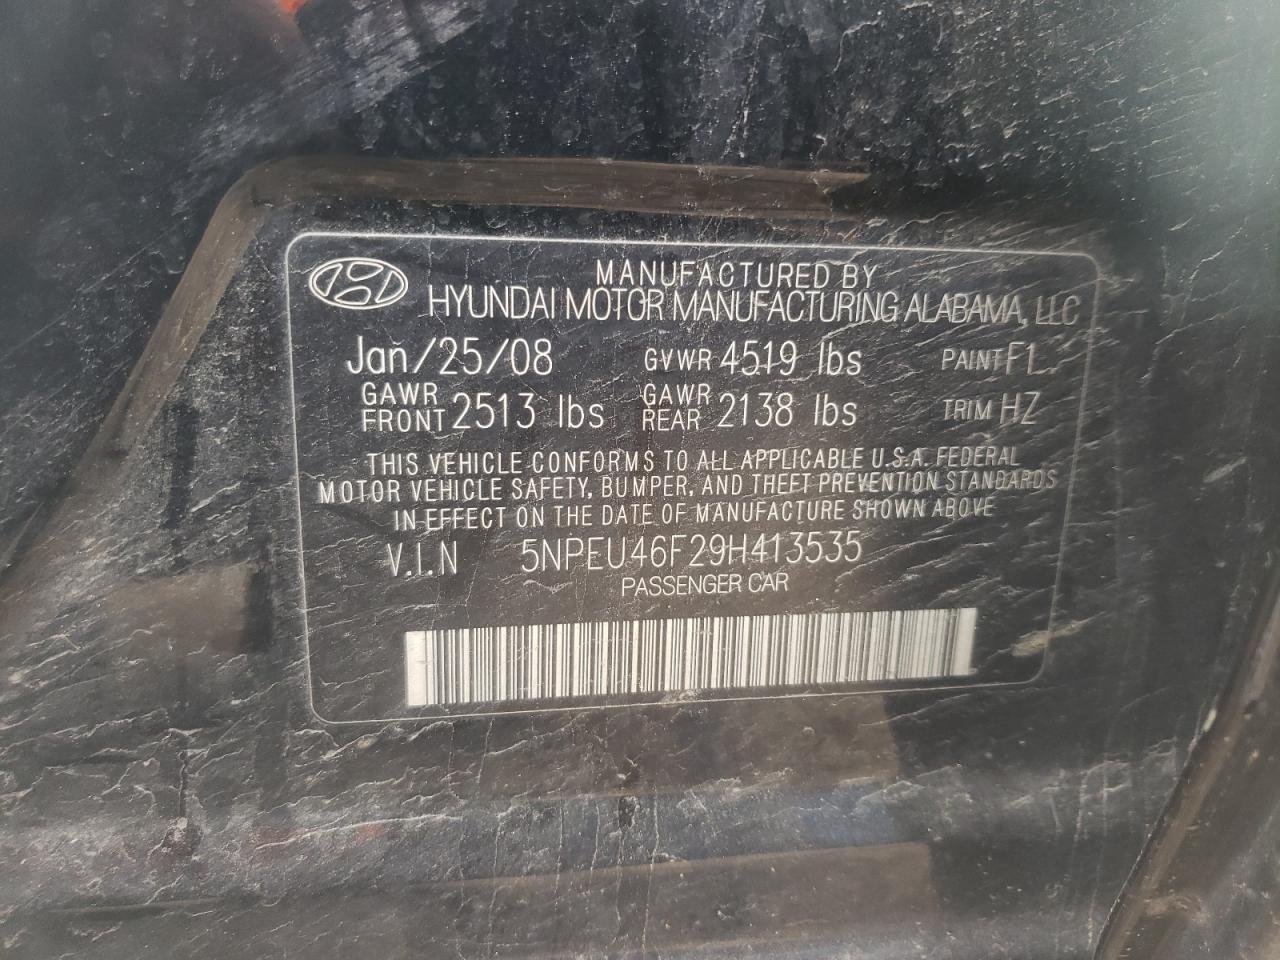 MANUFACTURED BY
HYUNDAI MOTOR MANUFACTURING ALABAMA, LLC
Jan/25/08 GVWR 4519 lbs PAINT F1
GAWR FRONT 2513 lbs GAWR REAR 2138 lbs TRIM HZ
THIS VEHICLE CONFORMS TO ALL APPLICABLE U.S.A. FEDERAL
MOTOR VEHICLE SAFETY, BUMPER, AND THEFT PREVENTION STANDARDS
IN EFFECT ON THE DATE OF MANUFACTURE SHOWN ABOVE
V.I.N 5NPEU46F29H413535
PASSENGER CAR